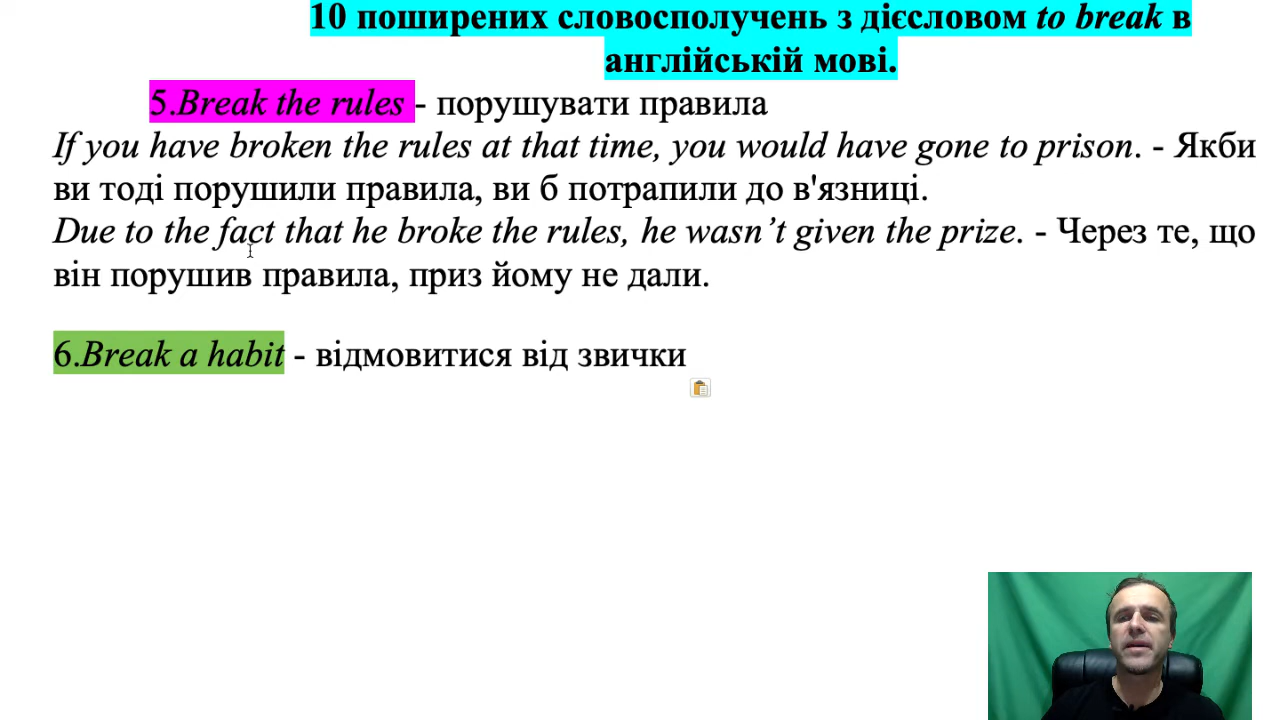 10 поширених словосполучень з дієсловом to break в
англійській мові.
5.Break the rules - порушувати правила
If you have broken the rules at that time, you would have gone to prison. - Якби
ви тоді порушили правила, ви б потрапили до в'язниці.
Due to the fact that he broke the rules, he wasn’t given the prize. - Через те, що
він порушив правила, приз йому не дали.
6.Break a habit - відмовитися від звички